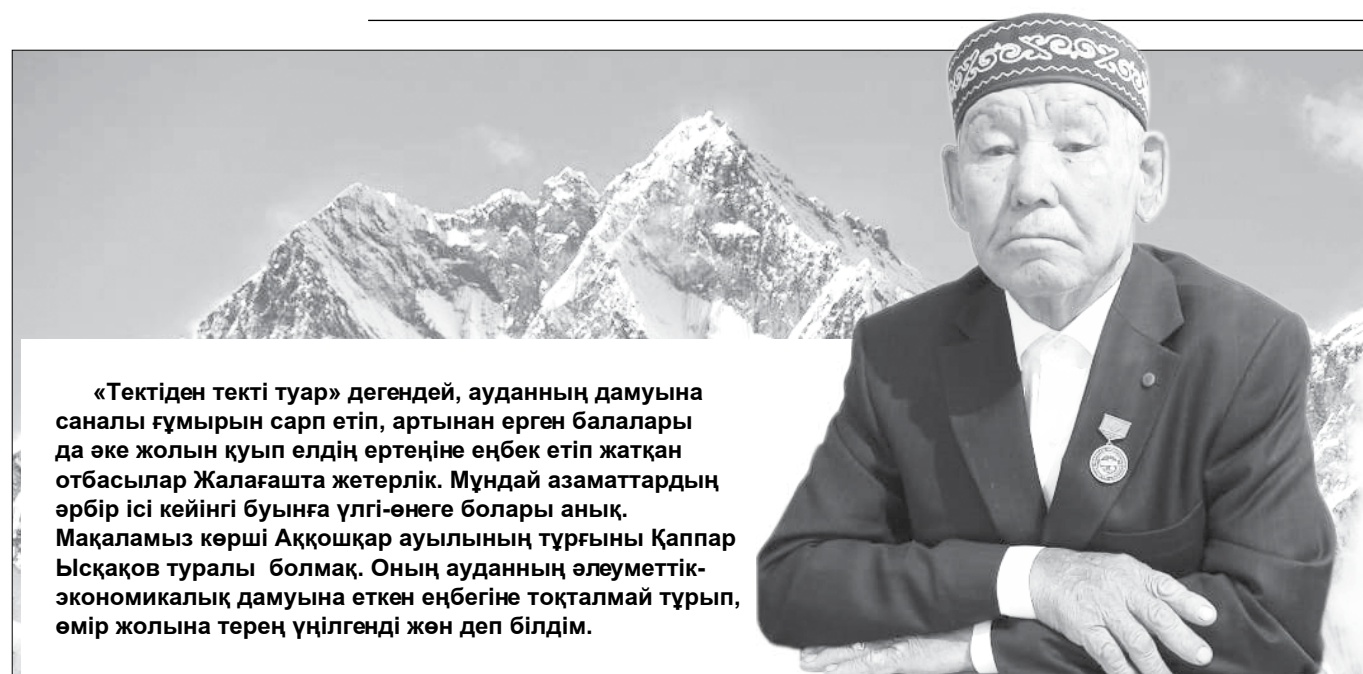 «Тектіден текті туар» дегендей, ауданның дамуына
саналы ғұмырын сарп етіп, артынан ерген балалары
да әке жолын қуып елдің ертеңіне еңбек етіп жатқан
отбасылар Жалағашта жетерлік. Мұндай азаматтардың
әрбір ісі кейінгі буынға үлгі-өнеге болары анық.
Мақаламыз көрші Аққошқар ауылының тұрғыны Қаппар
Ысқақов туралы болмақ. Оның ауданның әлеуметтік-
экономикалық дамуына еткен еңбегіне тоқталмай тұрып,
өмір жолына терең үңілгенді жөн деп білдім.